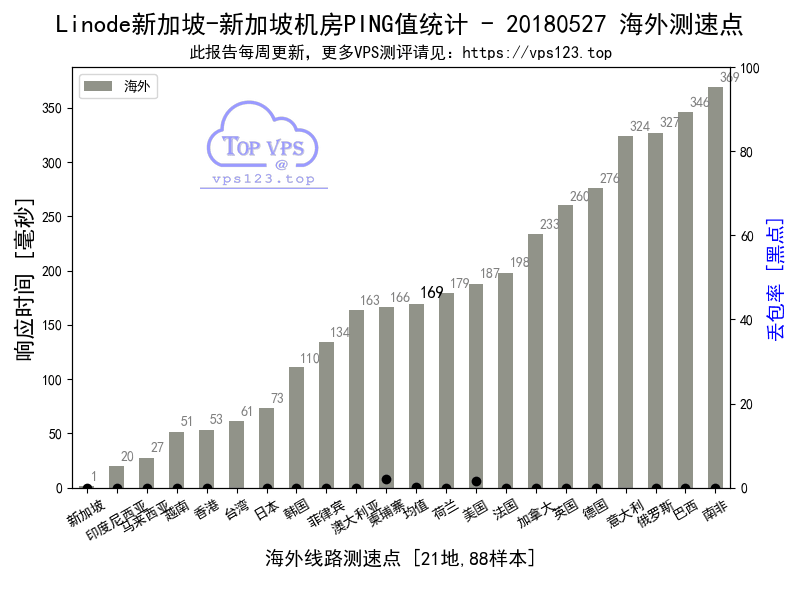 Linode新加坡-新加坡机房PING值统计 - 20180527 海外测速点
此报告每周更新，更多VPS测评请见：https://vps123.top
海外
TOP VPS
@
vps123.top
响应时间 [毫秒]
丢包率 [黑点]
350
300
250
200
150
100
50
0
100
80
60
40
20
0
1
20
27
51
53
61
73
110
134
163
166
169
179
187
198
233
260
276
324
327
346
369
新加坡
印度尼西亚
马来西亚
越南
香港
台湾
日本
韩国
菲律宾
澳大利亚
柬埔寨
均值
荷兰
美国
法国
加拿大
英国
德国
意大利
俄罗斯
巴西
南非
海外线路测速点 [21地,88样本]